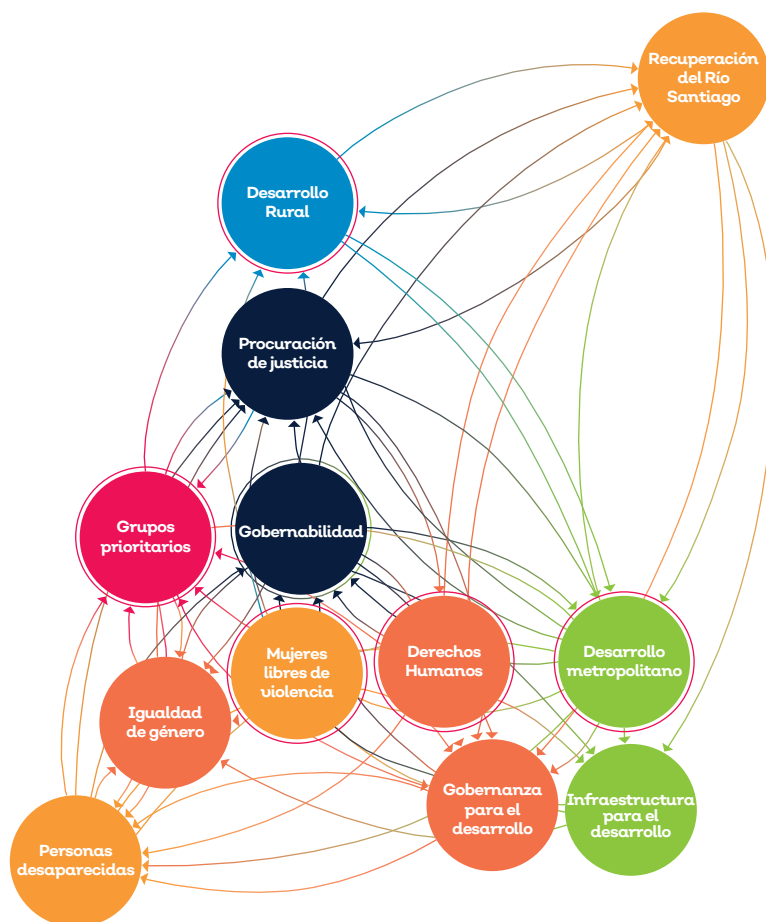 Recuperación
del Río
Santiago
Desarrollo
Rural
Procuración
de justicia
Grupos
prioritarios
Gobernabilidad
Mujeres
libres de
violencia
Derechos
Humanos
Desarrollo
metropolitano
Igualdad
de género
Gobernanza
para el
desarrollo
Infraestructura
para el
desarrollo
Personas
desaparecidas